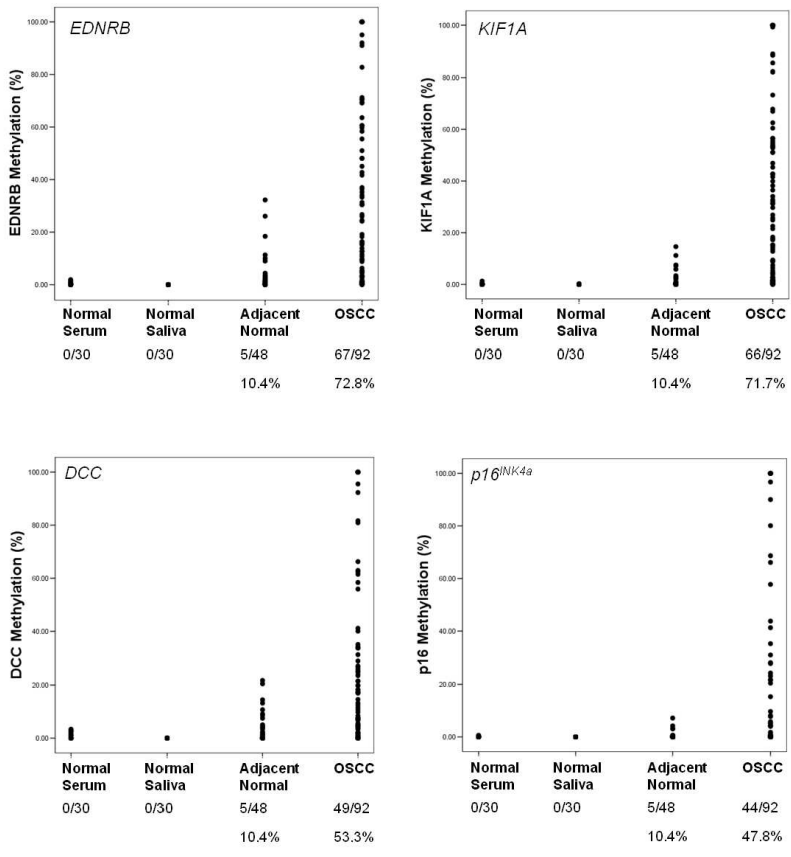 EDNRB
EDNRB Methylation (%)
100.00
80.00
60.00
40.00
20.00
0.00
Normal Serum
Normal Saliva
Adjacent Normal
OSCC
0/30
0/30
5/48
67/92
10.4%
72.8%
KIF1A
KIF1A Methylation (%)
100.00
80.00
60.00
40.00
20.00
0.00
Normal Serum
Normal Saliva
Adjacent Normal
OSCC
0/30
0/30
5/48
66/92
10.4%
71.7%
DCC
DCC Methylation (%)
100.00
80.00
60.00
40.00
20.00
0.00
Normal Serum
Normal Saliva
Adjacent Normal
OSCC
0/30
0/30
5/48
49/92
10.4%
53.3%
p16INK4a
p16 Methylation (%)
100.00
80.00
60.00
40.00
20.00
0.00
Normal Serum
Normal Saliva
Adjacent Normal
OSCC
0/30
0/30
5/48
44/92
10.4%
47.8%